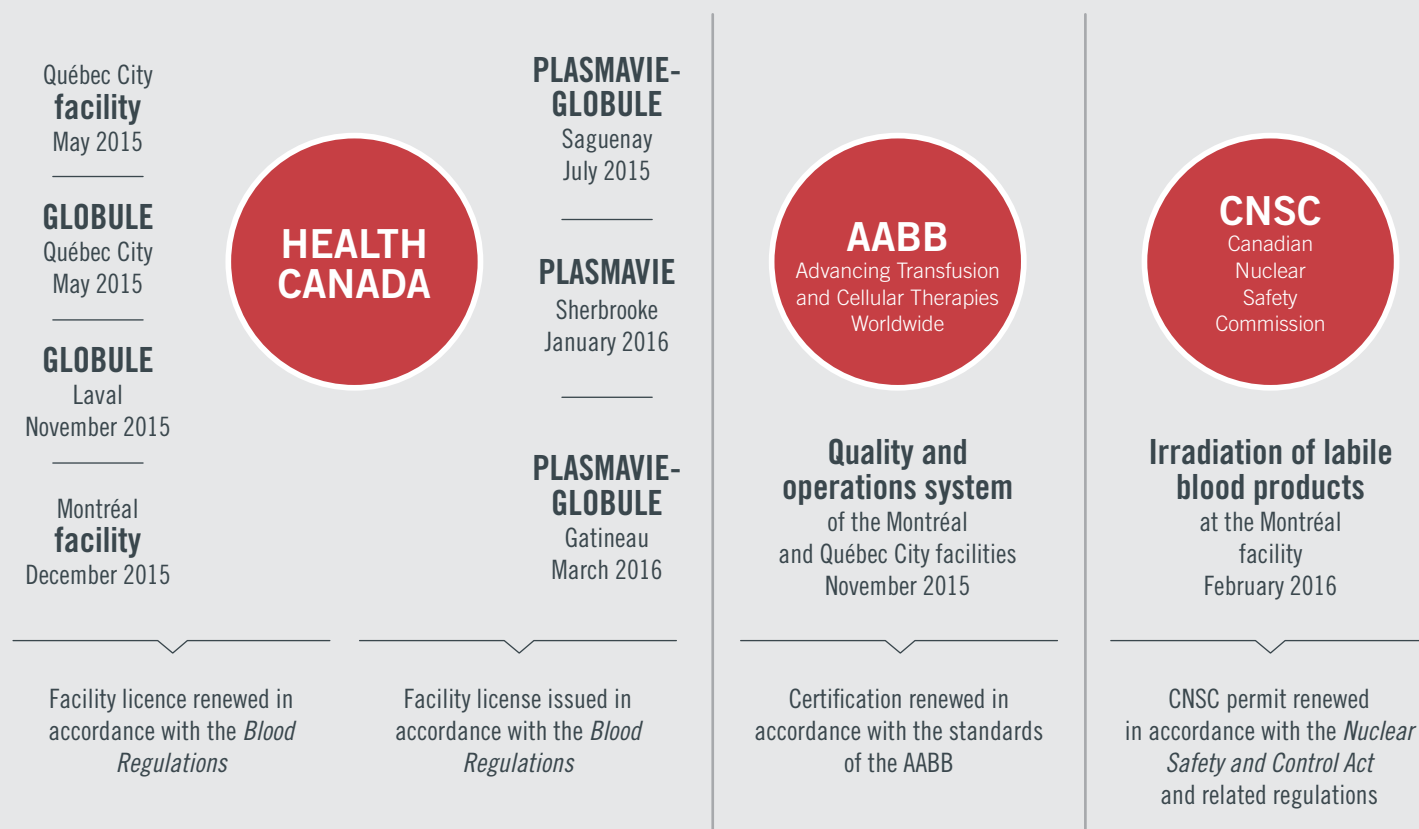 Québec City
facility
May 2015
GLOBULE
Québec City
May 2015
GLOBULE
Laval
November 2015
Montréal
facility
December 2015
Facility licence renewed in
accordance with the Blood
Regulations
HEALTH
CANADA
PLASMAVIE-
GLOBULE
Saguenay
July 2015
PLASMAVIE
Sherbrooke
January 2016
PLASMAVIE-
GLOBULE
Gatineau
March 2016
Facility license issued in
accordance with the Blood
Regulations
AABB
Advancing Transfusion
and Cellular Therapies
Worldwide
Quality and
operations system
of the Montréal
and Québec City facilities
November 2015
Certification renewed in
accordance with the standards
of the AABB
CNSC
Canadian
Nuclear
Safety
Commission
Irradiation of labile
blood products
at the Montréal
facility
February 2016
CNSC permit renewed
in accordance with the Nuclear
Safety and Control Act
and related regulations